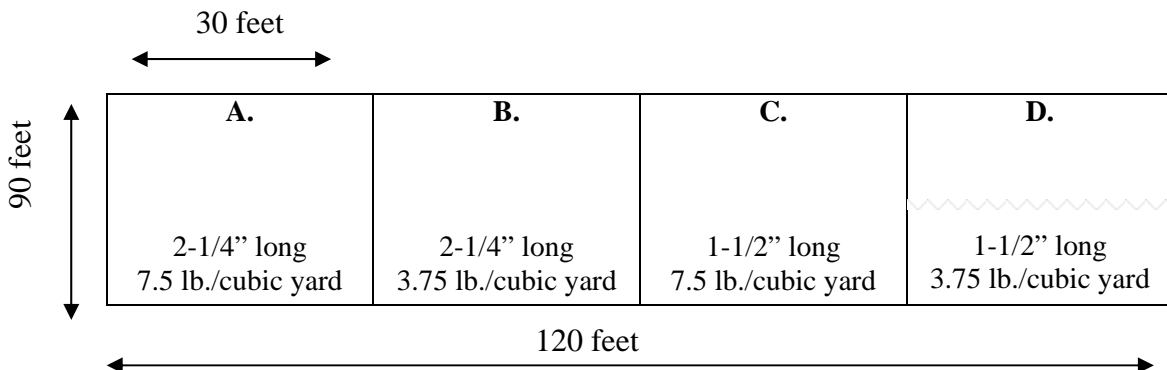 30 feet
90 feet
A.
2-1/4” long
7.5 lb./cubic yard
B.
2-1/4” long
3.75 lb./cubic yard
C.
1-1/2” long
7.5 lb./cubic yard
D.
1-1/2” long
3.75 lb./cubic yard
120 feet